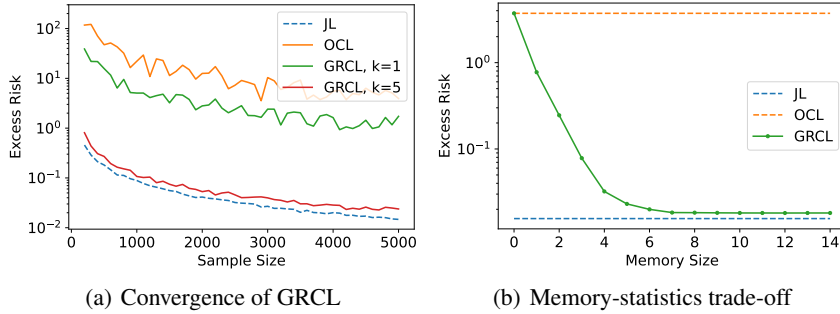 JL
OCL
GRCL, k=1
GRCL, k=5
Excess Risk
10^2
10^1
10^0
10^-1
10^-2
0 1000 2000 3000 4000 5000
Sample Size
(a) Convergence of GRCL
JL
OCL
GRCL
Excess Risk
10^0
10^-1
0 2 4 6 8 10 12 14
Memory Size
(b) Memory-statistics trade-off